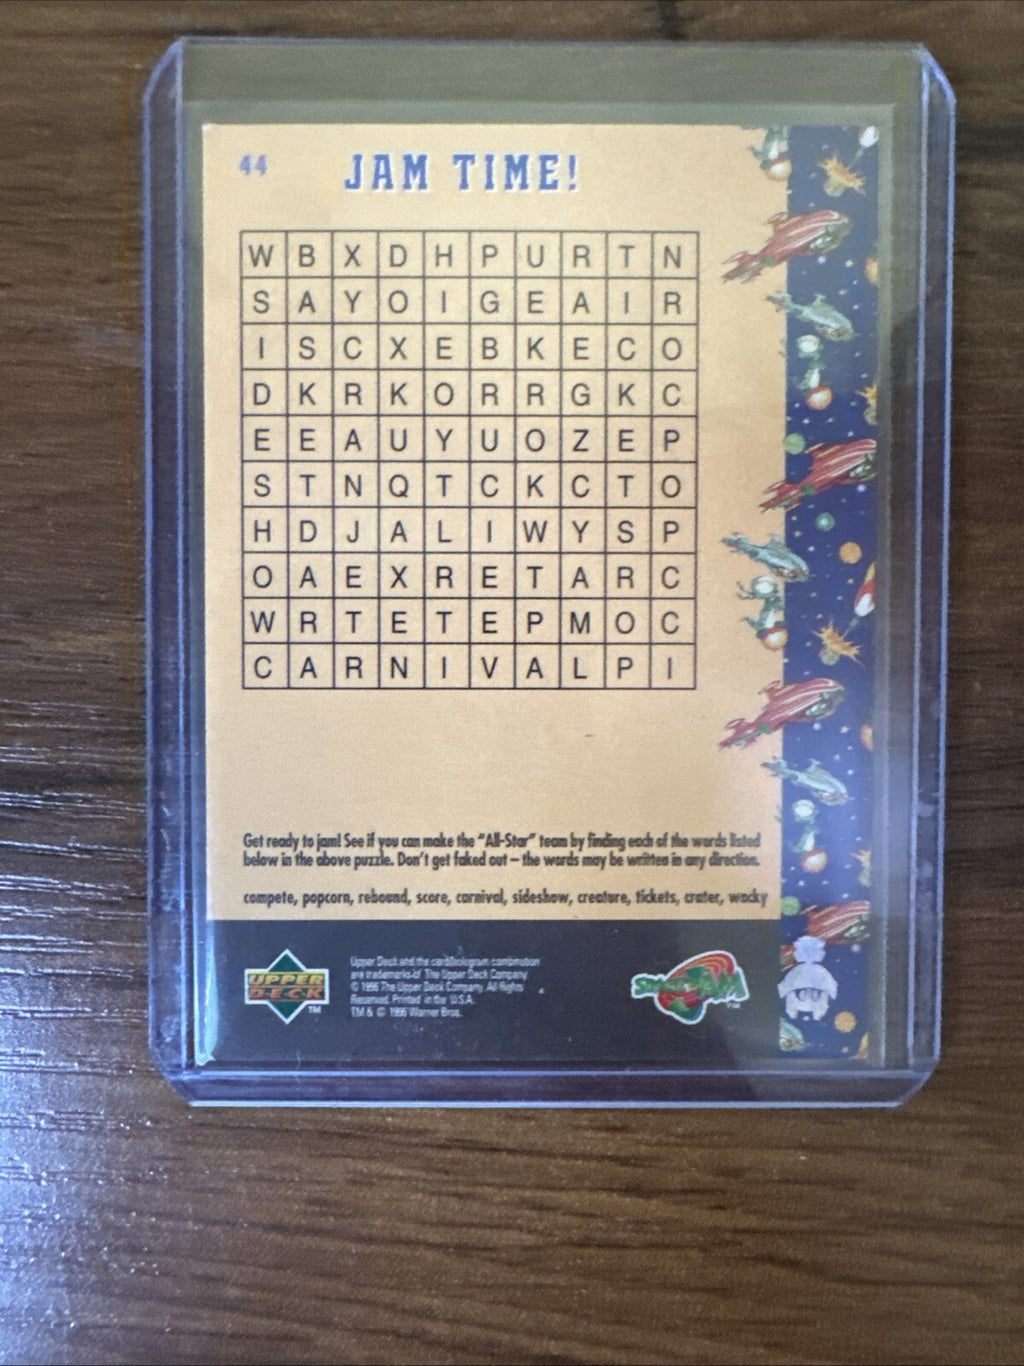 44 JAM TIME!
W B X D H P U R T N
S A Y O I G E A I R
I S C X E B K E C O
D K R K O R R G K C
E E A U Y U O Z E P
S T N Q T C K C T O
H D J A L I W Y S P
O A E X R E T A R C
W R T E T E P M O C
C A R N I V A L P I
Get ready to jam! See if you can make the "All-Star" team by finding each of the words listed
below in the above puzzle. Don't get faked out – the words may be written in any direction.
compete, popcorn, rebound, score, carnival, sideshow, creature, tickets, crater, wacky
UPPER
DECK
TM
Upper Deck and the card/hologram combination
are trademarks of The Upper Deck Company.
© 1996 The Upper Deck Company. All Rights
Reserved. Printed in the U.S.A.
TM & © 1996 Warner Bros.
SPACE JAM
TM